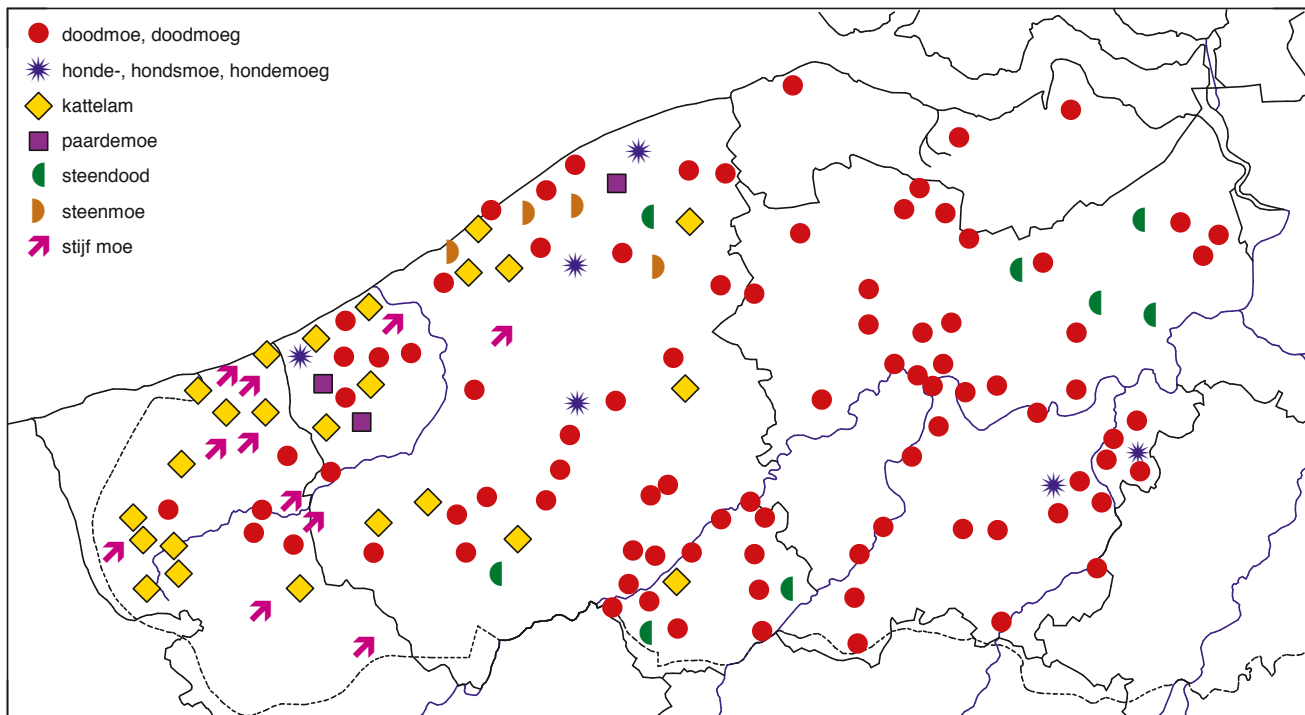 doodmoe, doodmoeg
honde-, hondsmoe, hondemoeg
kattelam
paardemoe
steendood
steenmoe
stijf moe